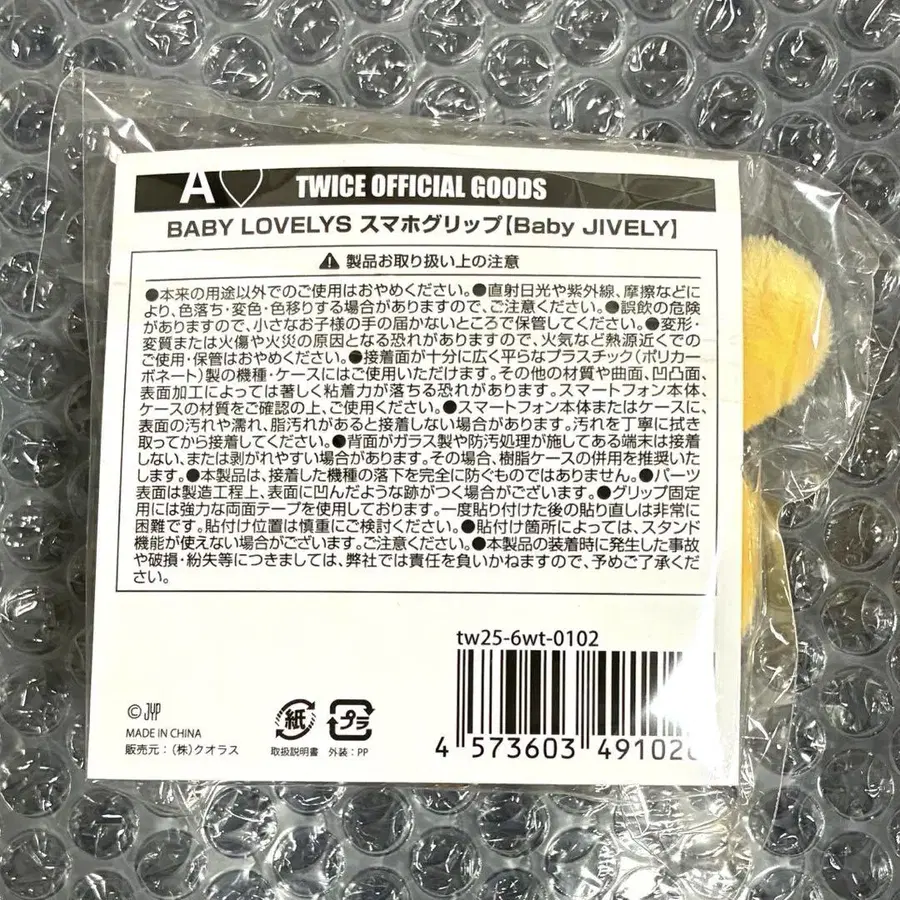 A♡ TWICE OFFICIAL GOODS
BABY LOVELYS スマホグリップ【Baby JIVELY】
⚠ 製品お取り扱い上の注意
●本来の用途以外でのご使用はおやめください。●直射日光や紫外線、摩擦などに
より、色落ち・変色・色移りする場合がありますので、ご注意ください。●誤飲の危険
がありますので、小さなお子様の手の届かないところで保管してください。●変形・
変質または火傷や火災の原因となる恐れがありますので、火気など熱源近くでの
ご使用・保管はおやめください。●接着面が十分に広く平らなプラスチック(ポリカー
ボネート)製の機種・ケースにはご使用いただけます。その他の材質や曲面、凹凸面、
表面加工によっては著しく粘着力が落ちる恐れがあります。スマートフォン本体、
ケースの材質をご確認の上、ご使用ください。●スマートフォン本体またはケースに、
表面の汚れや濡れ、脂汚れがあると接着しない場合があります。汚れを丁寧に拭き
取ってから接着してください。●背面がガラス製や防汚処理が施してある端末は接着
しない、または剥がれやすい場合があります。その場合、樹脂ケースの併用を推奨いた
します。●本製品は、接着した機種の落下を完全に防ぐものではありません。●パーツ
表面は製造工程上、表面に凹んだような跡がつく場合がございます。●グリップ固定
用には強力な両面テープを使用しております。一度貼り付けた後の貼り直しは非常に
困難です。貼付け位置は慎重にご検討ください。●貼付け箇所によっては、スタンド
機能が使えない場合がございます。ご注意ください。●本製品の装着時に発生した事故
や破損・紛失等につきましては、弊社では責任を負いかねますので、予めご了承くだ
さい。
tw25-6wt-0102
© JYP
MADE IN CHINA
販売元:(株)クオラス
紙
取扱説明書
プラ
外装:PP
4 573603 49102